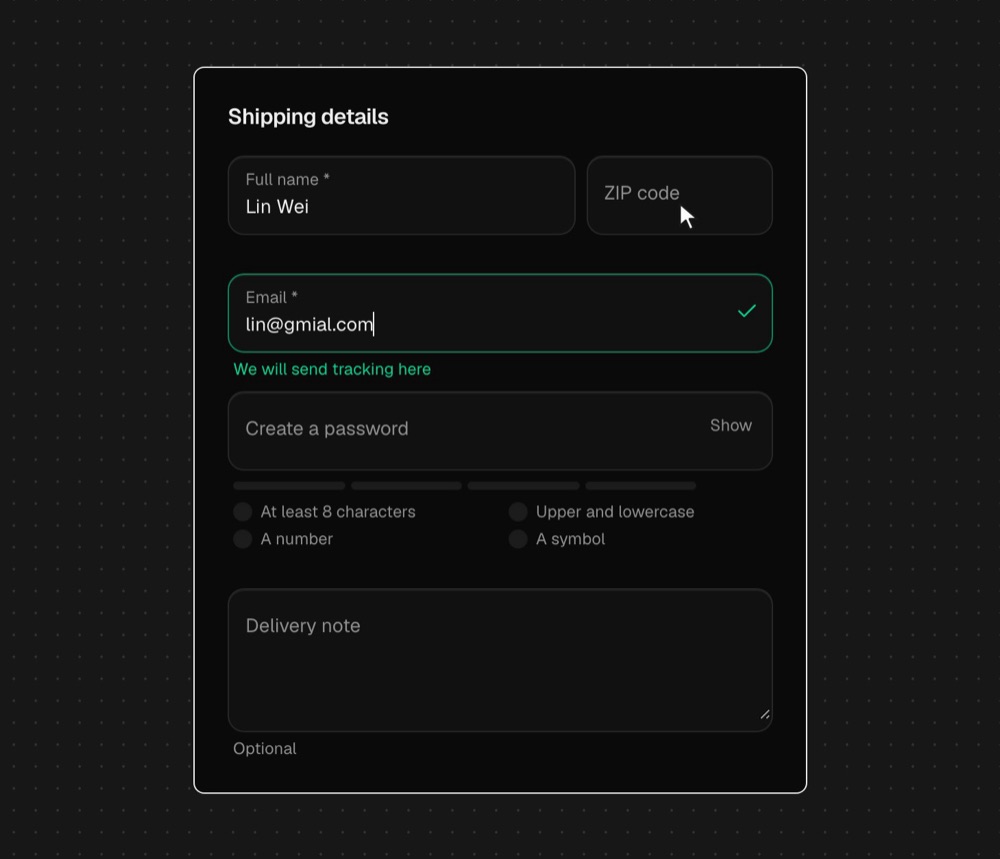 Shipping details
Full name *
Lin Wei
ZIP code
Email *
lin@gmial.com
We will send tracking here
Create a password
Show
At least 8 characters
Upper and lowercase
A number
A symbol
Delivery note
Optional